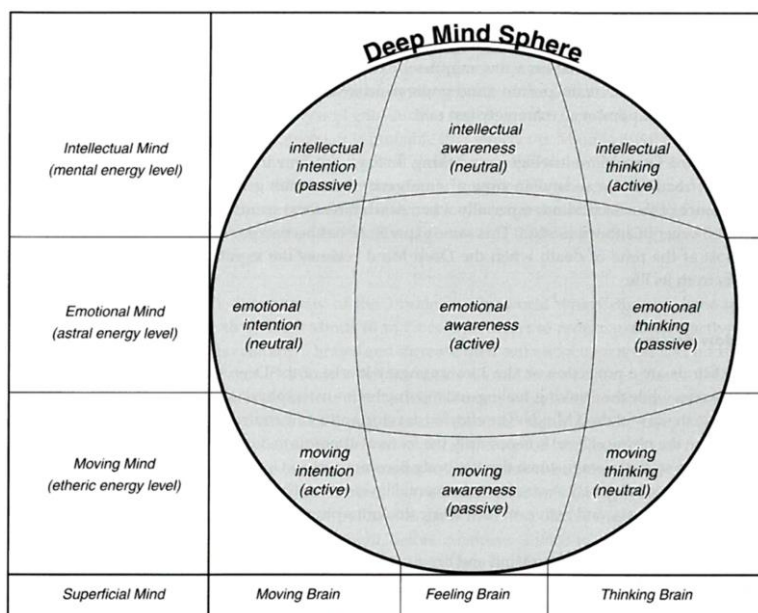 Deep Mind Sphere
Intellectual Mind
(mental energy level)
intellectual
intention
(passive)
intellectual
awareness
(neutral)
intellectual
thinking
(active)
Emotional Mind
(astral energy level)
emotional
intention
(neutral)
emotional
awareness
(active)
emotional
thinking
(passive)
Moving Mind
(etheric energy level)
moving
intention
(active)
moving
awareness
(passive)
moving
thinking
(neutral)
Superficial Mind
Moving Brain
Feeling Brain
Thinking Brain